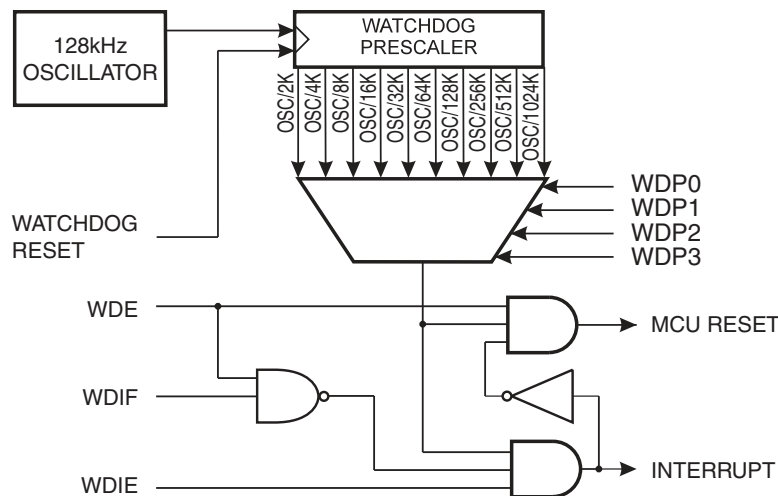 128kHz
OSCILLATOR
WATCHDOG
PRESCALER
OSC/2K
OSC/4K
OSC/8K
OSC/16K
OSC/32K
OSC/64K
OSC/128K
OSC/256K
OSC/512K
OSC/1024K
WATCHDOG
RESET
WDP0
WDP1
WDP2
WDP3
WDE
MCU RESET
WDIF
WDIE
INTERRUPT